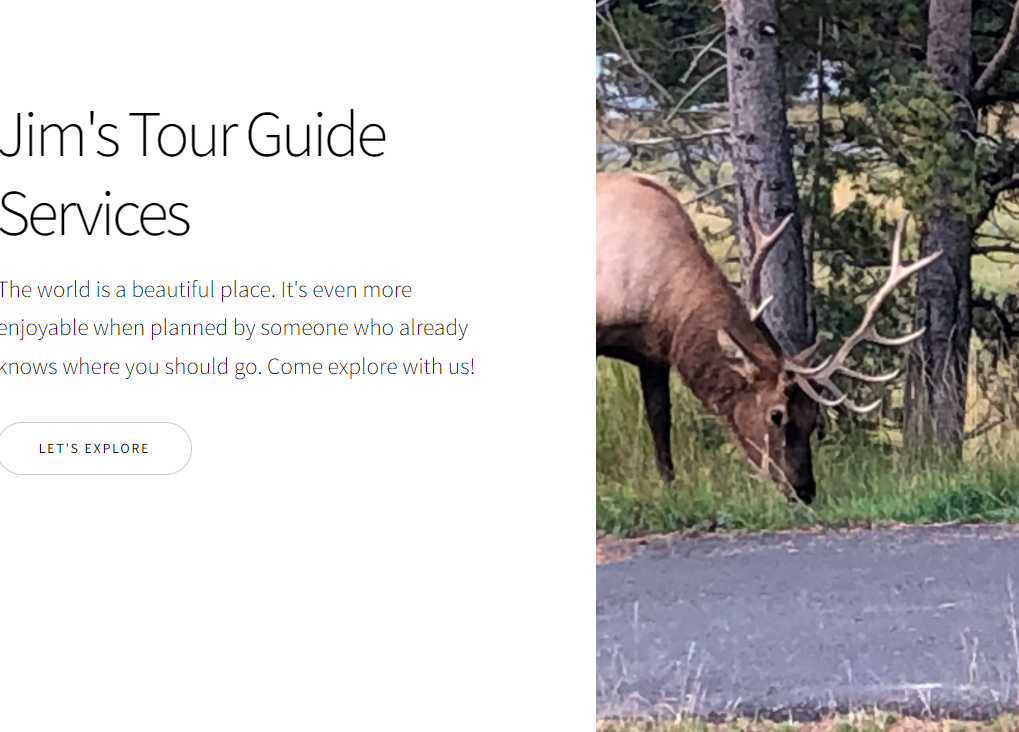 Jim's Tour Guide
Services
The world is a beautiful place. It's even more
enjoyable when planned by someone who already
knows where you should go. Come explore with us!
LET'S EXPLORE